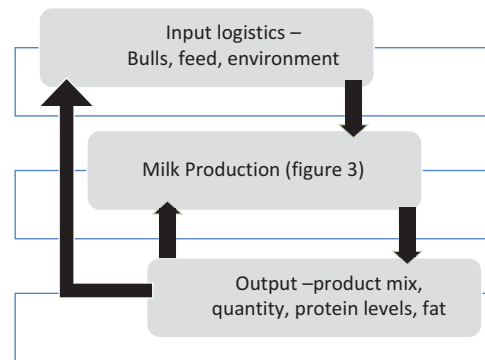 Input logistics –
Bulls, feed, environment
Milk Production (figure 3)
Output –product mix,
quantity, protein levels, fat